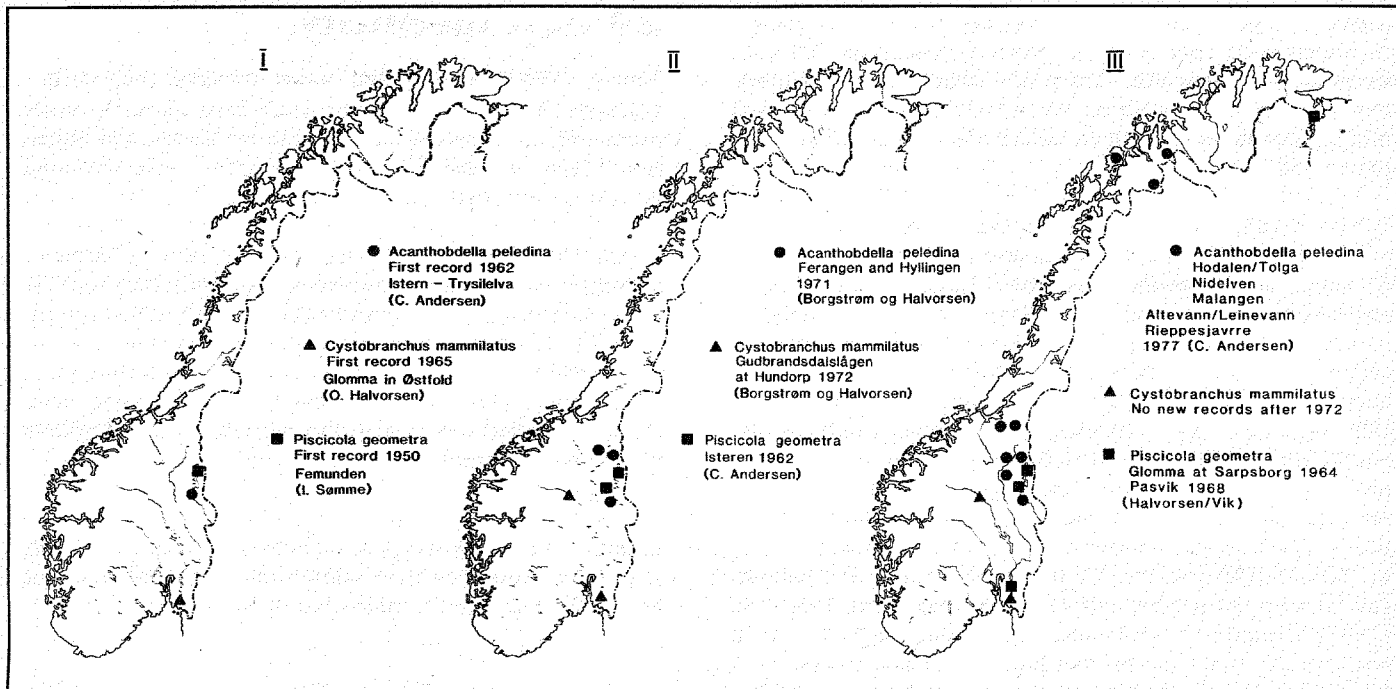 I
● Acanthobdella peledina
First record 1962
Istern – Trysilelva
(C. Andersen)
▲ Cystobranchus mammilatus
First record 1965
Glomma in Østfold
(O. Halvorsen)
■ Piscicola geometra
First record 1950
Femunden
(I. Sømme)
II
● Acanthobdella peledina
Ferangen and Hyllingen
1971
(Borgstrøm og Halvorsen)
▲ Cystobranchus mammilatus
Gudbrandsdalslågen
at Hundorp 1972
(Borgstrøm og Halvorsen)
■ Piscicola geometra
Isteren 1962
(C. Andersen)
III
● Acanthobdella peledina
Hodalen/Tolga
Nidelven
Malangen
Altevann/Leinevann
Rieppesjavrre
1977 (C. Andersen)
▲ Cystobranchus mammilatus
No new records after 1972
■ Piscicola geometra
Glomma at Sarpsborg 1964
Pasvik 1968
(Halvorsen/Vik)